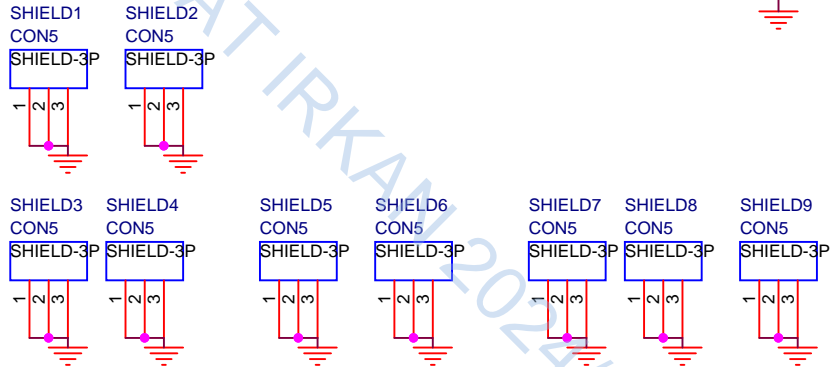 SHIELD1 SHIELD2
CON5 CON5
SHIELD-3P SHIELD-3P
1 2 3 1 2 3
SHIELD3 SHIELD4 SHIELD5 SHIELD6 SHIELD7 SHIELD8 SHIELD9
CON5 CON5 CON5 CON5 CON5 CON5 CON5
SHIELD-3P SHIELD-3P SHIELD-3P SHIELD-3P SHIELD-3P SHIELD-3P SHIELD-3P
1 2 3 1 2 3 1 2 3 1 2 3 1 2 3 1 2 3 1 2 3
AT IRKAN 2024